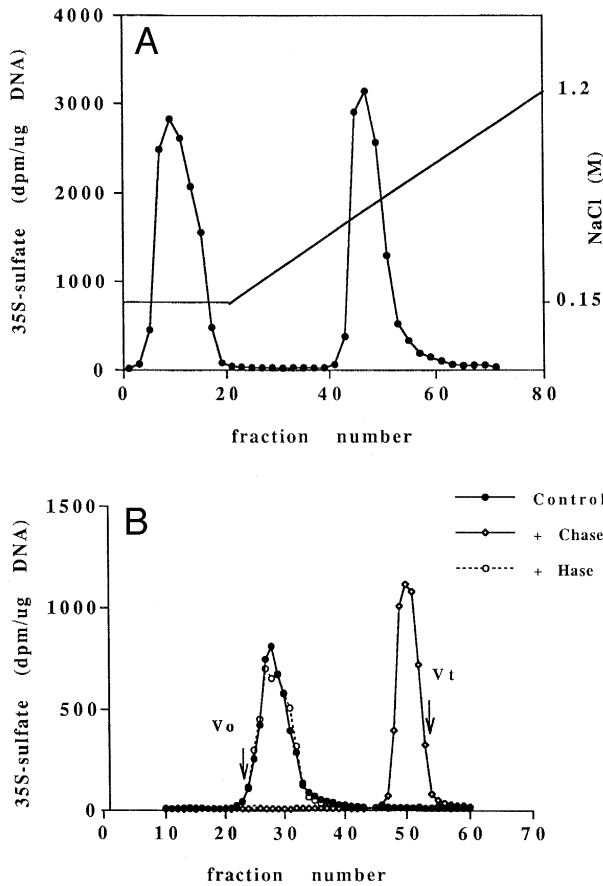 A
35S-sulfate (dpm/ug DNA)
4000
3000
2000
1000
0
0
20
40
60
80
fraction number
1.2
0.15
NaCl (M)
B
35S-sulfate (dpm/ug DNA)
1500
1000
500
0
10
20
30
40
50
60
70
fraction number
Vo
Vt
Control
+ Chase
+ Hase